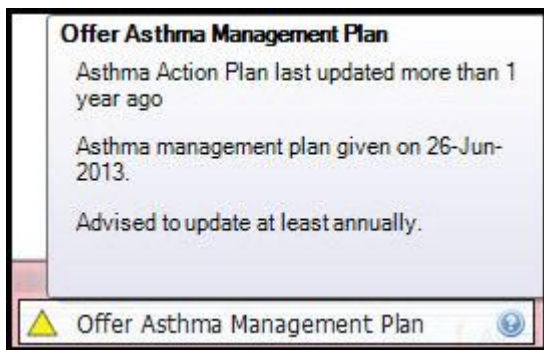 Offer Asthma Management Plan
Asthma Action Plan last updated more than 1
year ago
Asthma management plan given on 26-Jun-
2013.
Advised to update at least annually.
Offer Asthma Management Plan